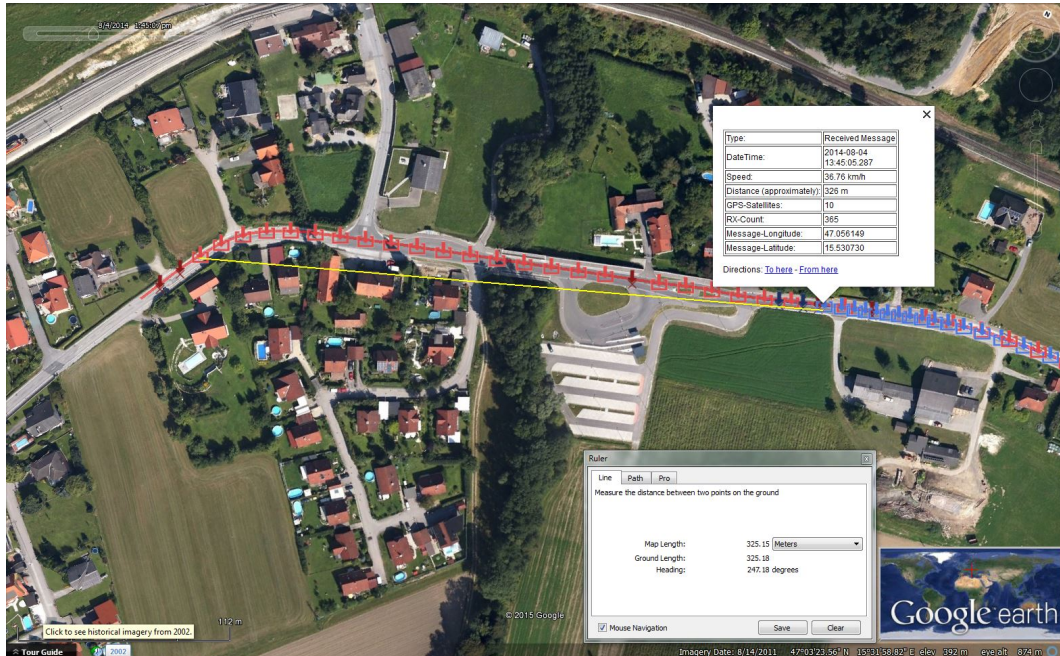 8/4/2014 1:45:07 pm
N
Type: Received Message
DateTime: 2014-08-04
13:45:05.287
Speed: 36.76 km/h
Distance (approximately): 326 m
GPS-Satellites: 10
RX-Count: 365
Message-Longitude: 47.056149
Message-Latitude: 15.530730
Directions: To here - From here
Ruler
Line Path Pro
Measure the distance between two points on the ground
Map Length: 325.15 Meters
Ground Length: 325.18
Heading: 247.18 degrees
Mouse Navigation Save Clear
Google earth
112 m
© 2015 Google
Click to see historical imagery from 2002.
Tour Guide 2002
Imagery Date: 8/14/2011 47°03'23.56" N 15°31'58.82" E elev 392 m eye alt 874 m